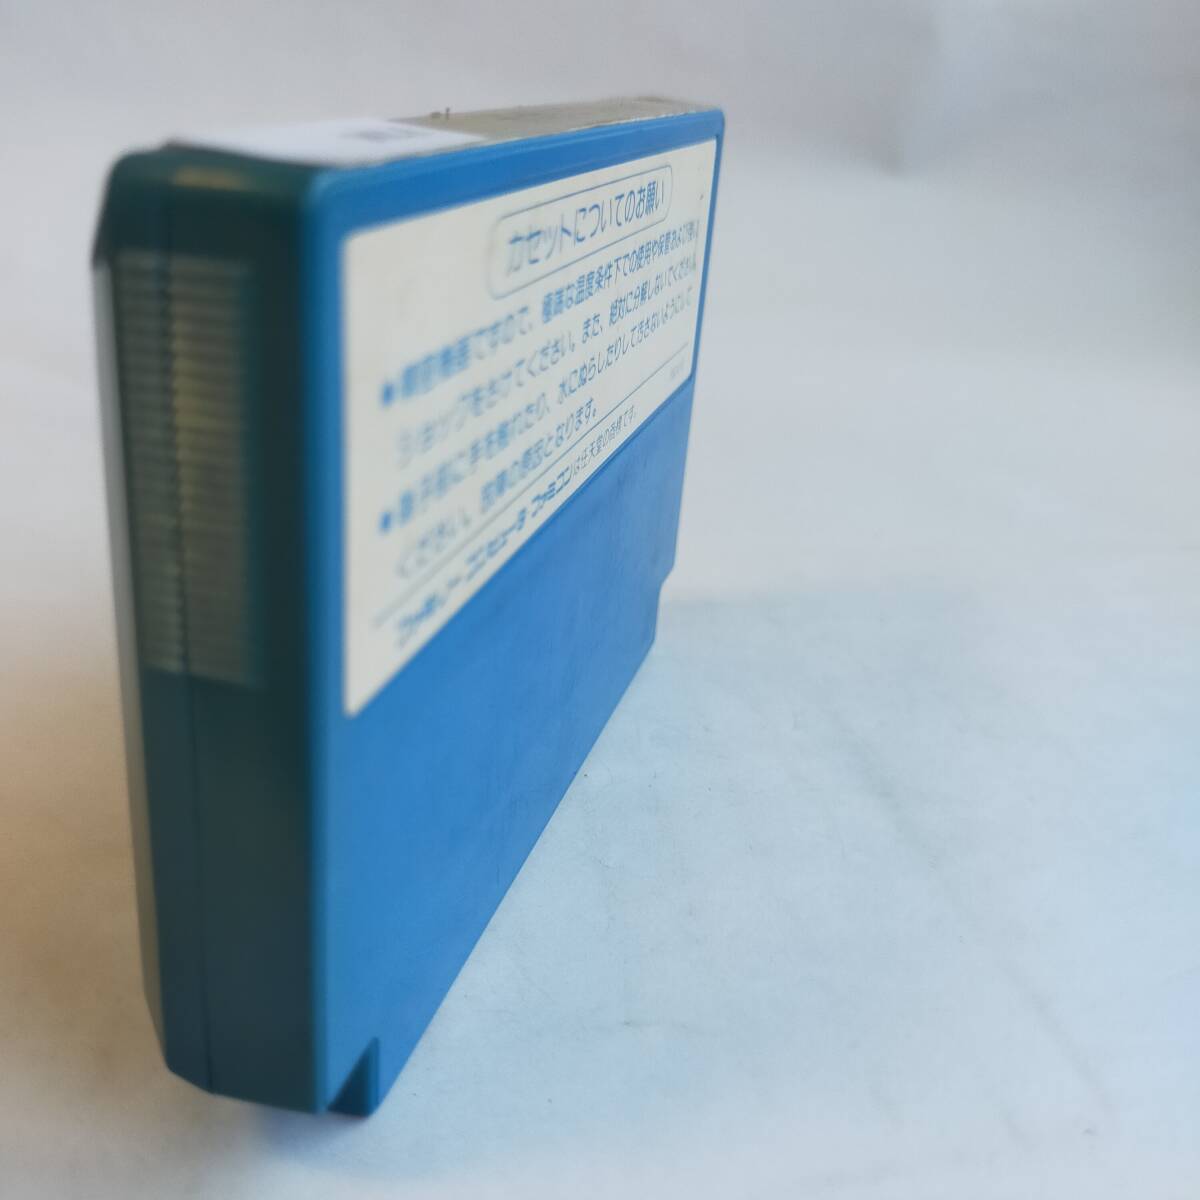 カセットについてのお願い
●精密機器ですので、極端な温度条件下での使用や保管および強い
ショックをさけてください。また、絶対に分解しないでください。
●端子部に手を触れたり、水にぬらしたりして汚さないようにして
ください。故障の原因となります。
ファミリーコンピュータ・ファミコンは任天堂の商標です。